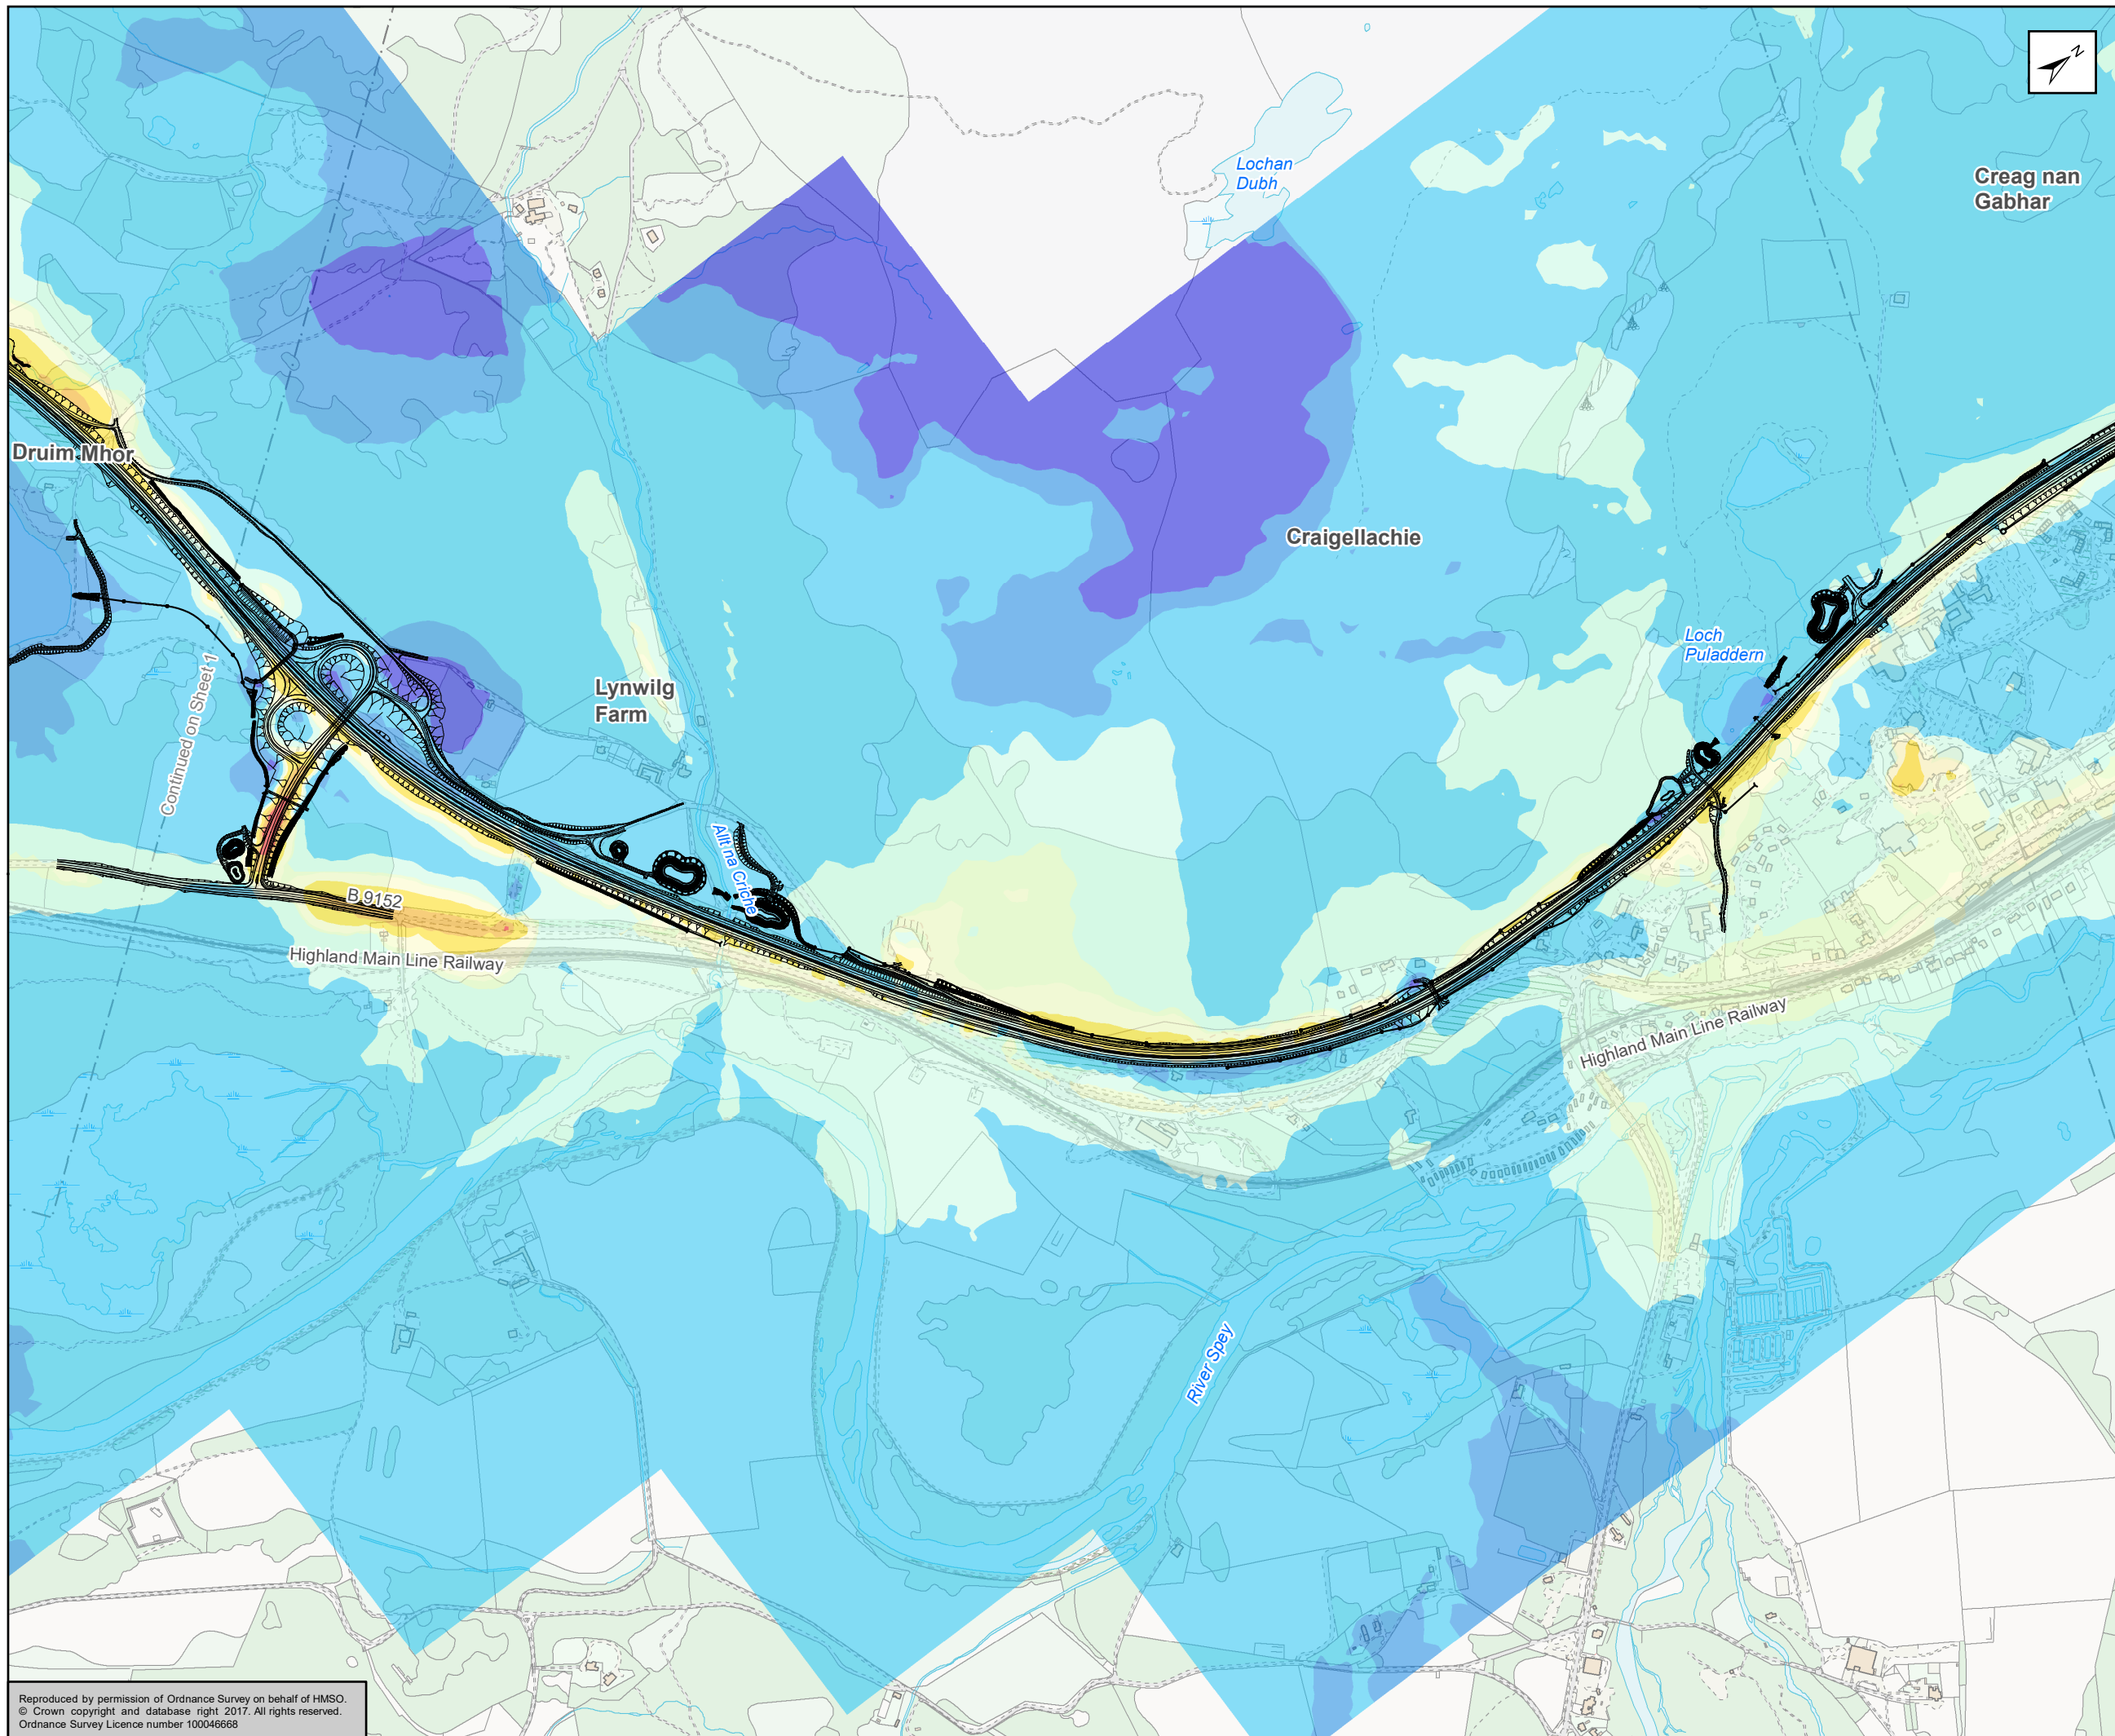 N
Lochan
Dubh
Creag nan
Gabhar
Druim Mhor
Craigellachie
Loch
Puladdern
Continued on Sheet 1
Lynwilg
Farm
Allt na Criche
B 9152
Highland Main Line Railway
Highland Main Line Railway
River Spey
Reproduced by permission of Ordnance Survey on behalf of HMSO.
© Crown copyright and database right 2017. All rights reserved.
Ordnance Survey Licence number 100046668